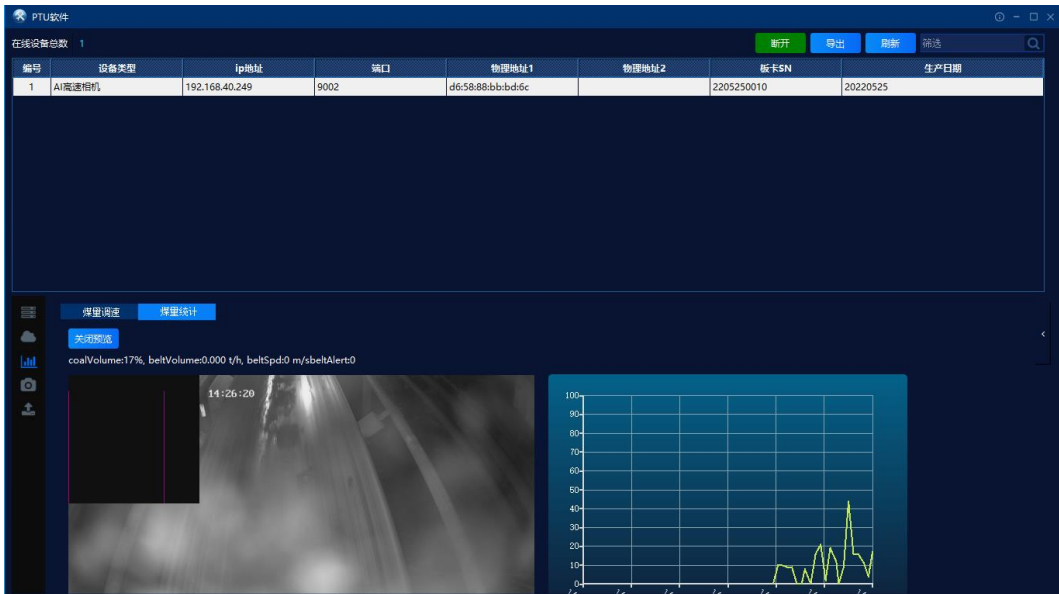 PTU软件
在线设备总数 1 断开 导出 刷新 筛选
编号 设备类型 ip地址 端口 物理地址1 物理地址2 板卡SN 生产日期
1 AI高速相机 192.168.40.249 9002 d6:58:88:bb:bd:6c 2205250010 20220525
煤里调速 煤里统计
关闭预览
coalVolume:17%, beltVolume:0.000 t/h, beltSpd:0 m/sbeltAlert:0
14:26:20
100
90
80
70
60
50
40
30
20
10
0